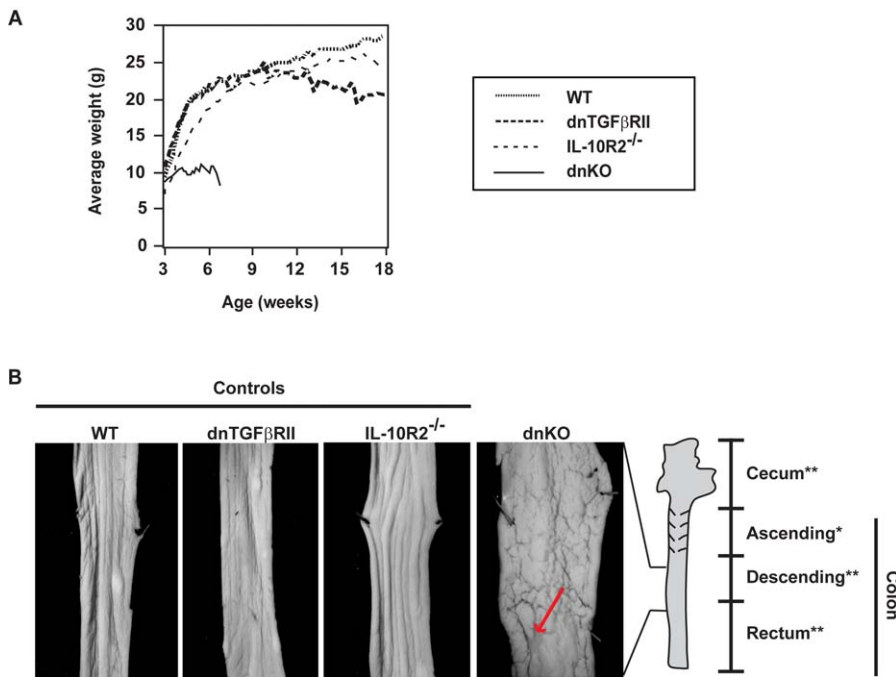 A
30
25
20
15
10
5
0
Average weight (g)
3 6 9 12 15 18
Age (weeks)
WT
dnTGFβRII
IL-10R2-/-
dnKO
B
Controls
WT dnTGFβRII IL-10R2-/- dnKO
Cecum**
Ascending*
Descending**
Rectum**
Colon